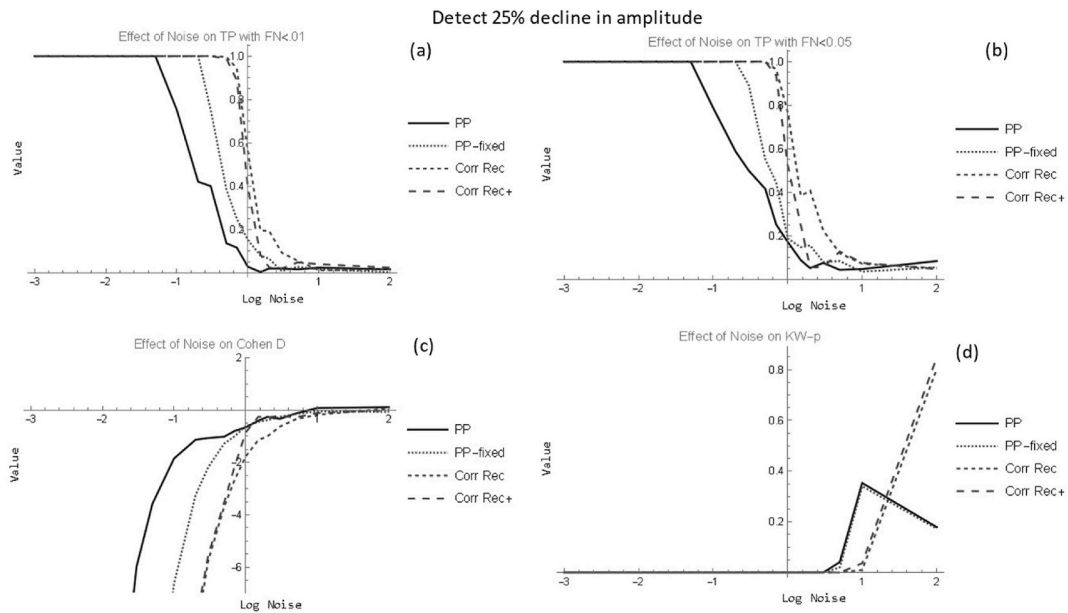 Detect 25% decline in amplitude
Effect of Noise on TP with FN<.01
(a)
1.0
0.8
0.6
0.4
0.2
-3
-2
-1
1
2
Log Noise
Value
PP
PP-fixed
Corr Rec
Corr Rec+
Effect of Noise on TP with FN<0.05
(b)
1.0
0.8
0.6
0.4
0.2
-3
-2
-1
0
1
2
Log Noise
Value
PP
PP-fixed
Corr Rec
Corr Rec+
Effect of Noise on Cohen D
(c)
2
-3
-2
-1
0
1
2
-2
-4
-6
Log Noise
Value
PP
PP-fixed
Corr Rec
Corr Rec+
Effect of Noise on KW-p
(d)
0.8
0.6
0.4
0.2
-3
-2
-1
0
1
2
Log Noise
Value
PP
PP-fixed
Corr Rec
Corr Rec+